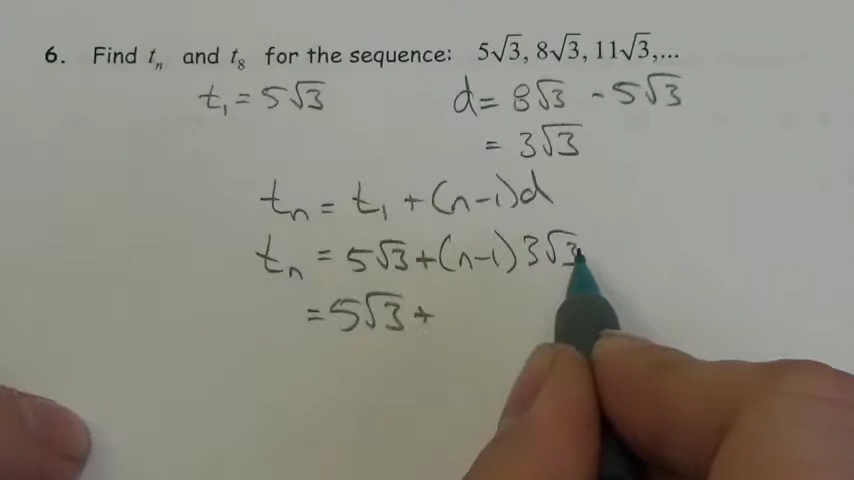 6. Find tₙ and t₈ for the sequence: 5√3, 8√3, 11√3,...
t₁ = 5√3 d = 8√3 - 5√3
= 3√3
tₙ = t₁ + (n-1)d
tₙ = 5√3 + (n-1) 3√3
= 5√3 +